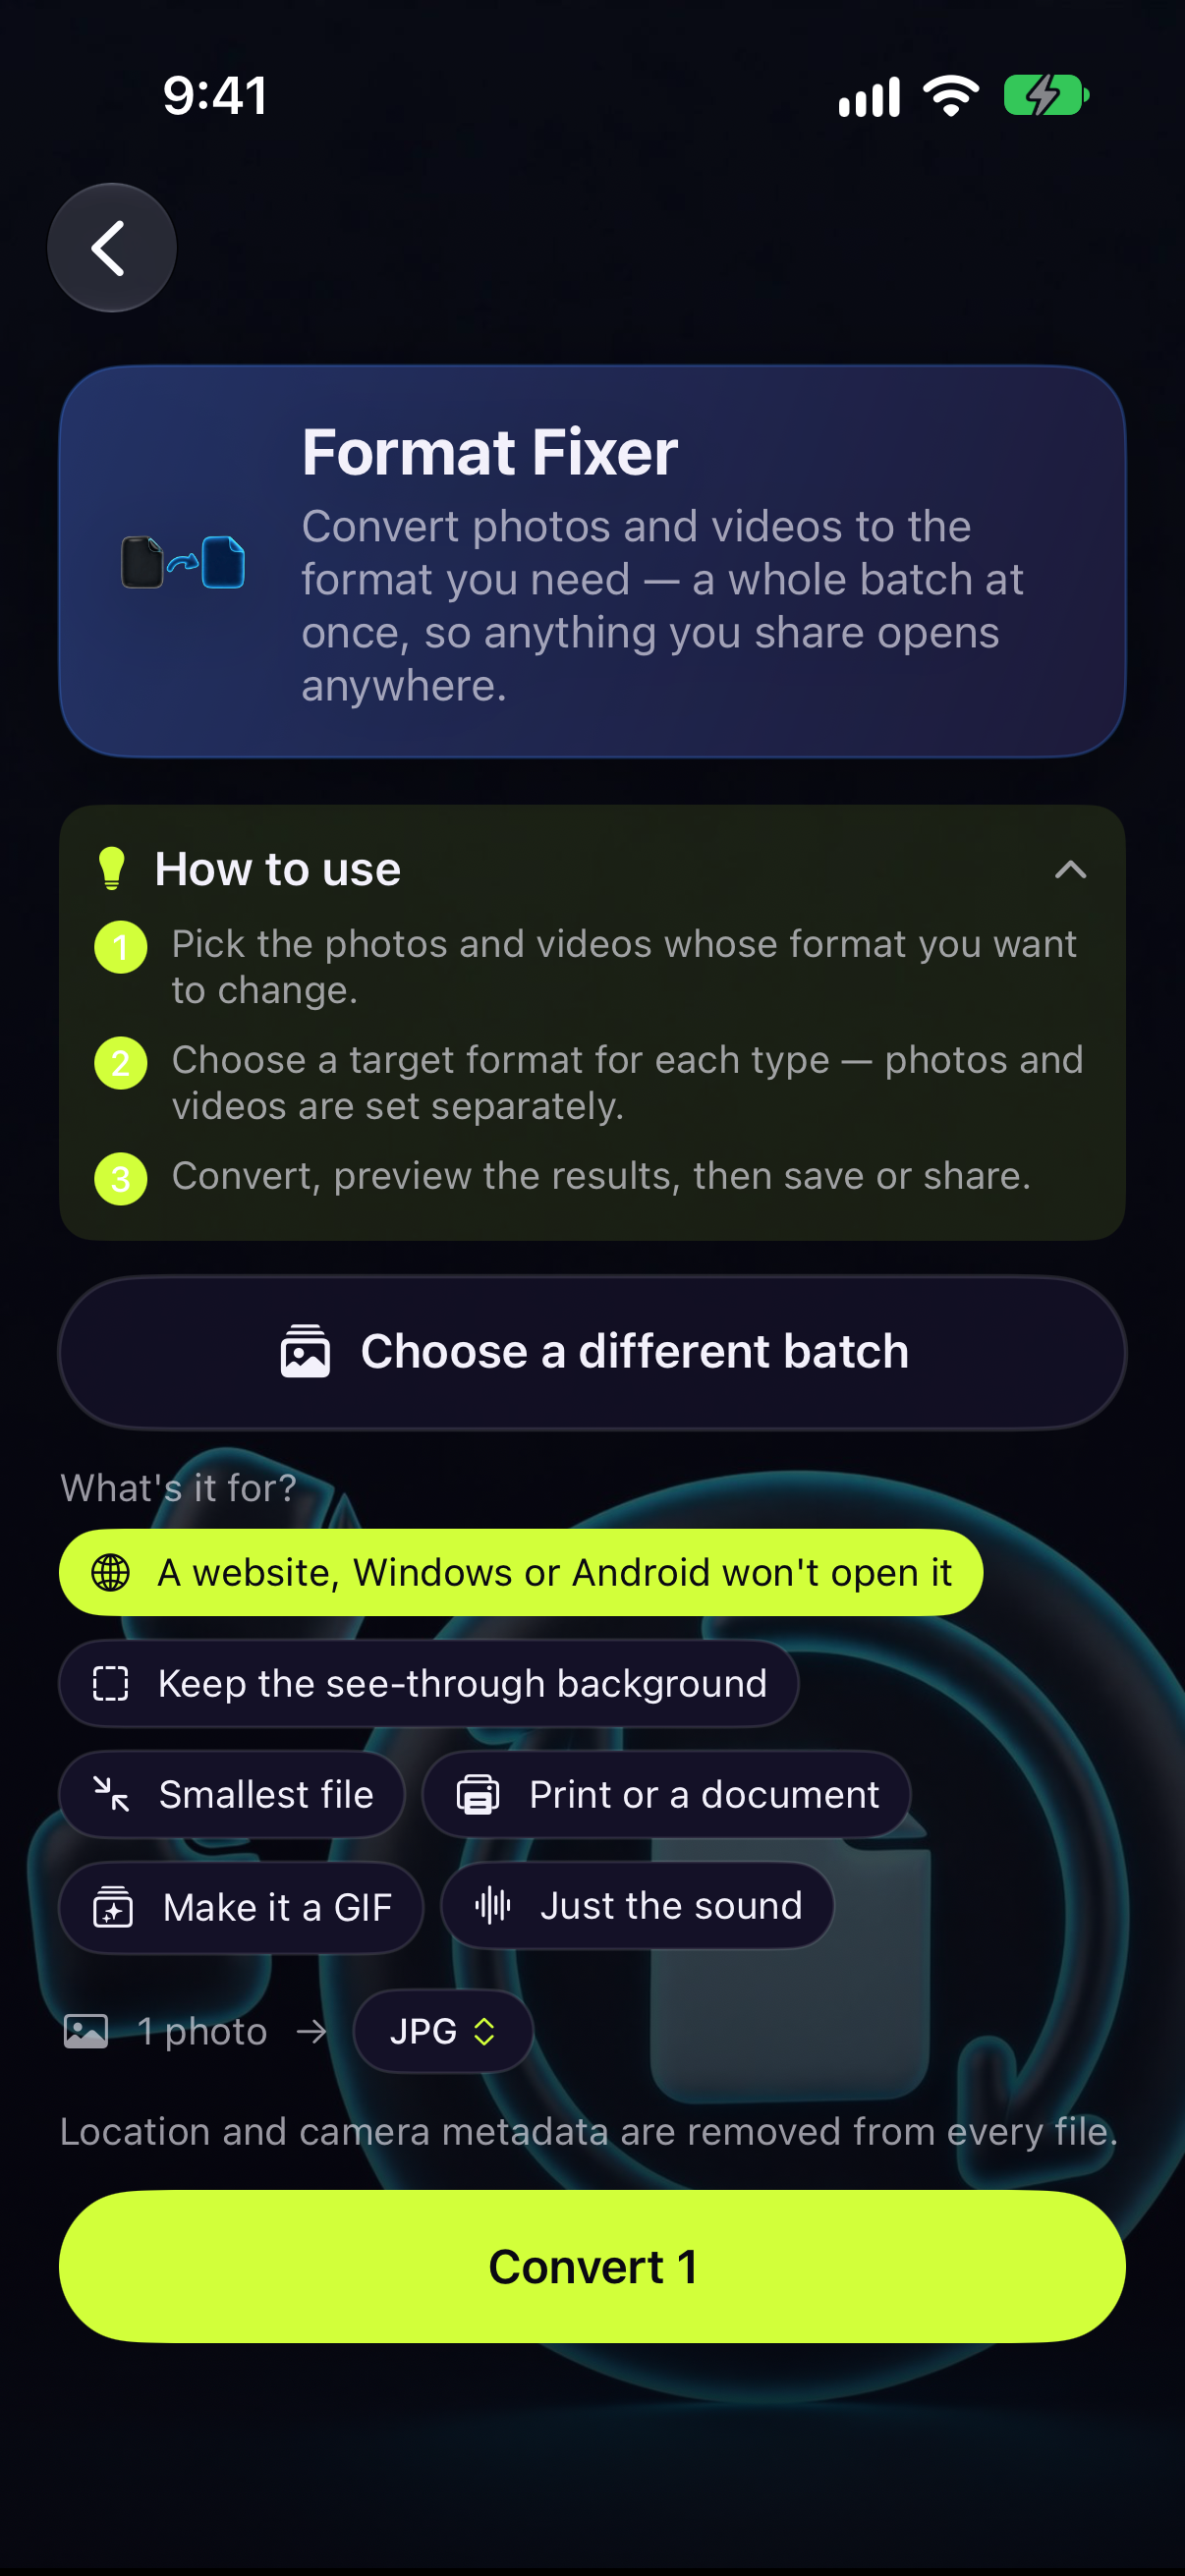 9:41
Format Fixer
Convert photos and videos to the
format you need — a whole batch at
once, so anything you share opens
anywhere.
How to use
1 Pick the photos and videos whose format you want
to change.
2 Choose a target format for each type — photos and
videos are set separately.
3 Convert, preview the results, then save or share.
Choose a different batch
What's it for?
A website, Windows or Android won't open it
Keep the see-through background
Smallest file
Print or a document
Make it a GIF
Just the sound
1 photo → JPG
Location and camera metadata are removed from every file.
Convert 1